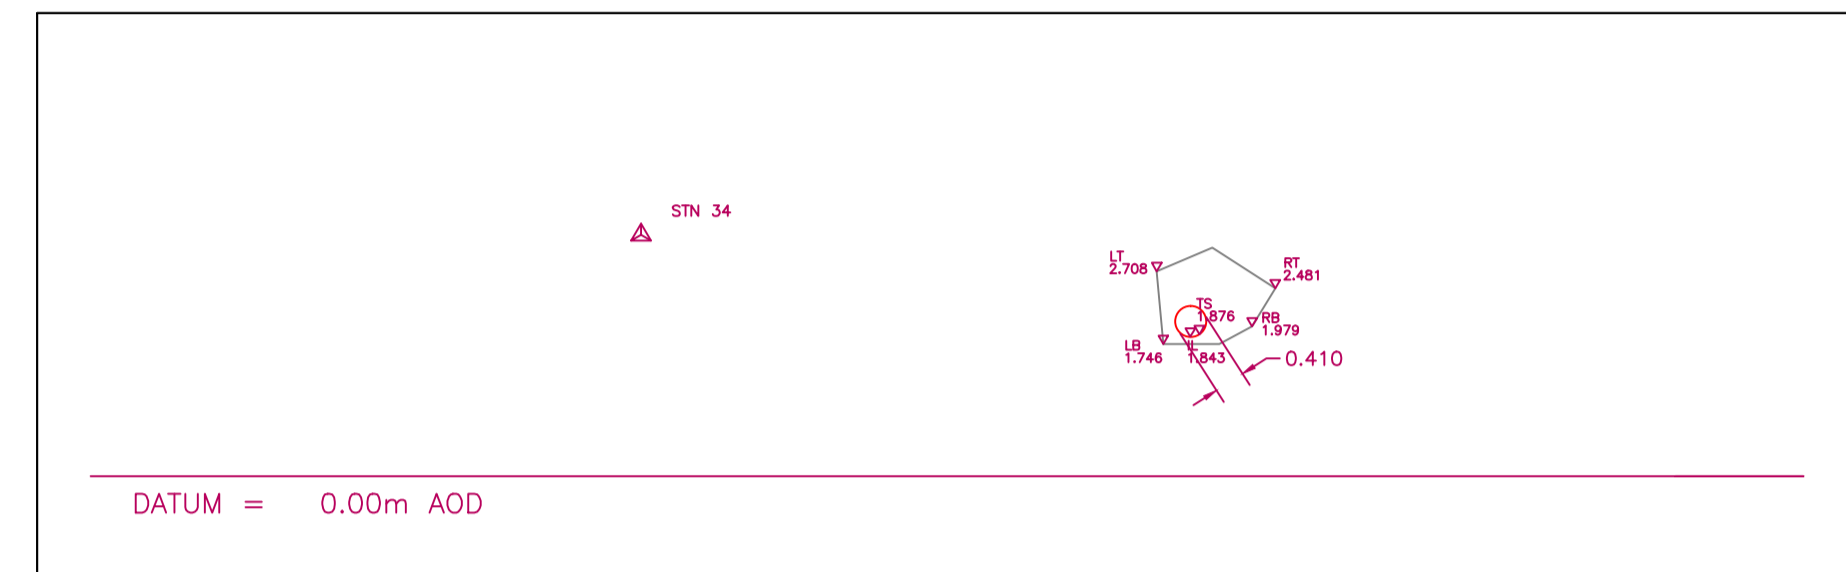 STN 34
LT
2.708
RT
2.481
TS
1.876
RB
1.979
LB
1.746
IL
1.843
0.410
DATUM = 0.00m AOD